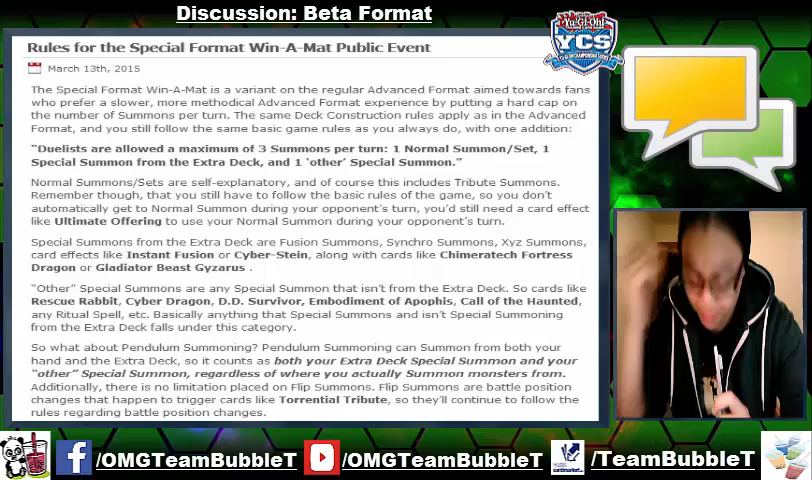 Discussion: Beta Format
Yu-Gi-Oh!
YCS
Rules for the Special Format Win-A-Mat Public Event
March 13th, 2015
The Special Format Win-A-Mat is a variant on the regular Advanced Format aimed towards fans
who prefer a slower, more methodical Advanced Format experience by putting a hard cap on
the number of Summons per turn. The same Deck Construction rules apply as in the Advanced
Format, and you still follow the same basic game rules as you always do, with one addition:
“Duelists are allowed a maximum of 3 Summons per turn: 1 Normal Summon/Set, 1
Special Summon from the Extra Deck, and 1 ‘other’ Special Summon.”
Normal Summons/Sets are self-explanatory, and of course this includes Tribute Summons.
Remember though, that you still have to follow the basic rules of the game, so you don’t
automatically get to Normal Summon during your opponent’s turn, you’d still need a card effect
like Ultimate Offering to use your Normal Summon during your opponent’s turn.
Special Summons from the Extra Deck are Fusion Summons, Synchro Summons, Xyz Summons,
card effects like Instant Fusion or Cyber-Stein, along with cards like Chimeratech Fortress
Dragon or Gladiator Beast Gyzarus .
“Other” Special Summons are any Special Summon that isn’t from the Extra Deck. So cards like
Rescue Rabbit, Cyber Dragon, D.D. Survivor, Embodiment of Apophis, Call of the Haunted,
any Ritual Spell, etc. Basically anything that Special Summons and isn’t Special Summoning
from the Extra Deck falls under this category.
So what about Pendulum Summoning? Pendulum Summoning can Summon from both your
hand and the Extra Deck, so it counts as both your Extra Deck Special Summon and your
“other” Special Summon, regardless of where you actually Summon monsters from.
Additionally, there is no limitation placed on Flip Summons. Flip Summons are battle position
changes that happen to trigger cards like Torrential Tribute, so they’ll continue to follow the
rules regarding battle position changes.
/OMGTeamBubbleT
/OMGTeamBubbleT
/TeamBubbleT